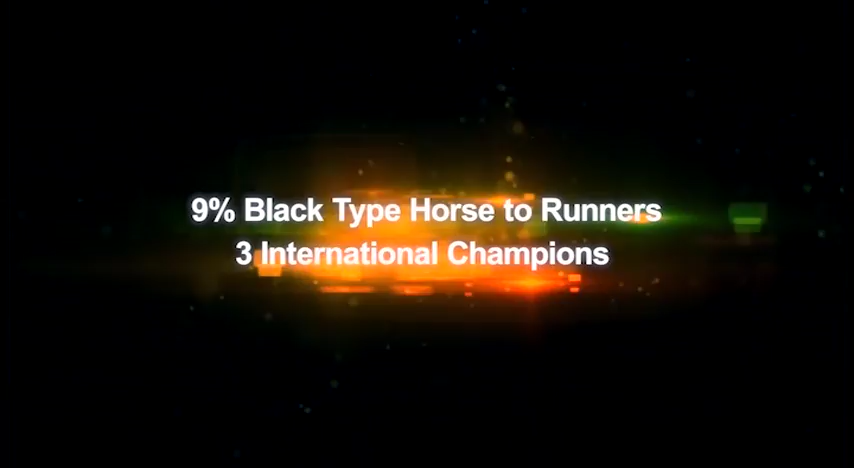 9% Black Type Horse to Runners
3 International Champions